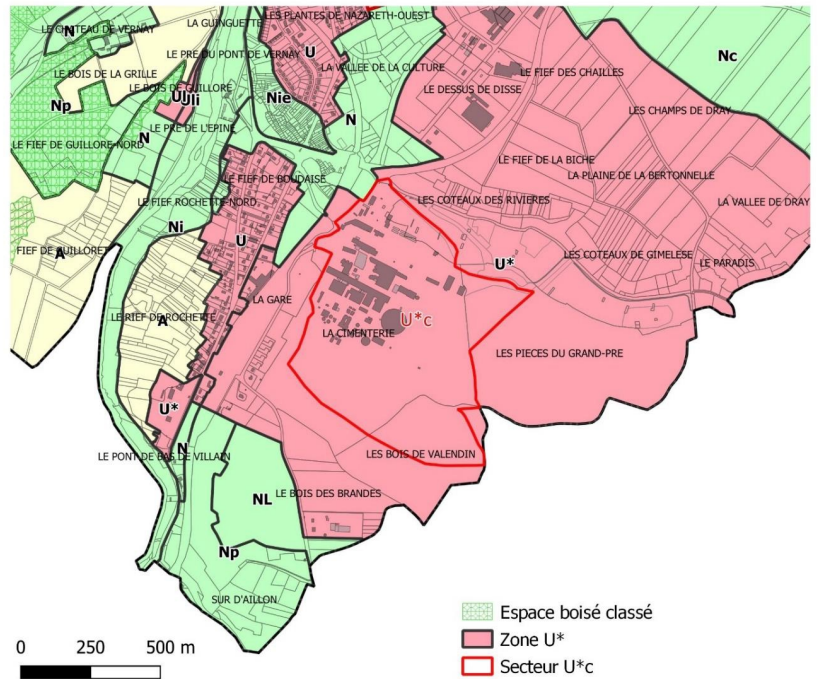 LES PLANTES DE NAZARETH-OUEST
LA GUINGUETTE
LE CHATEAU DE VERNAY
N
LE PRE DU PONT DE VERNAY
U
Nc
LA VALLEE DE LA CULTURE
LE FIEF DES CHAILLES
LE BOIS DE LA GRILLE
LE BOIS DE GUILLORE
LE DESSUS DE DISSE
Np
Nie
LES CHAMPS DE DRAY
LE PRE DE L'EPINE
N
N
LE FIEF DE GUILLORE-NORD
LE FIEF DE LA BICHE
LE FIEF DE BOUDAISE
LA PLAINE DE LA BERTONNELLE
LE FIEF ROCHETTE-NORD
LES COTEAUX DES RIVIERES
LA VALLEE DE DRAY
Ni
U
FIEF DE GUILLORET
A
LES COTEAUX DE GIMELESE
U*
LE PARADIS
LA GARE
LE RIEF DE ROCHETTE
A
U*c
LA CIMENTERIE
LES PIECES DU GRAND-PRE
U*
N
LE PONT DE BAS DE VILLAIN
LES BOIS DE VALENDIN
NL
LE BOIS DES BRANDES
Np
SUR D'AILLON
Espace boisé classé
Zone U*
Secteur U*c
0 250 500 m